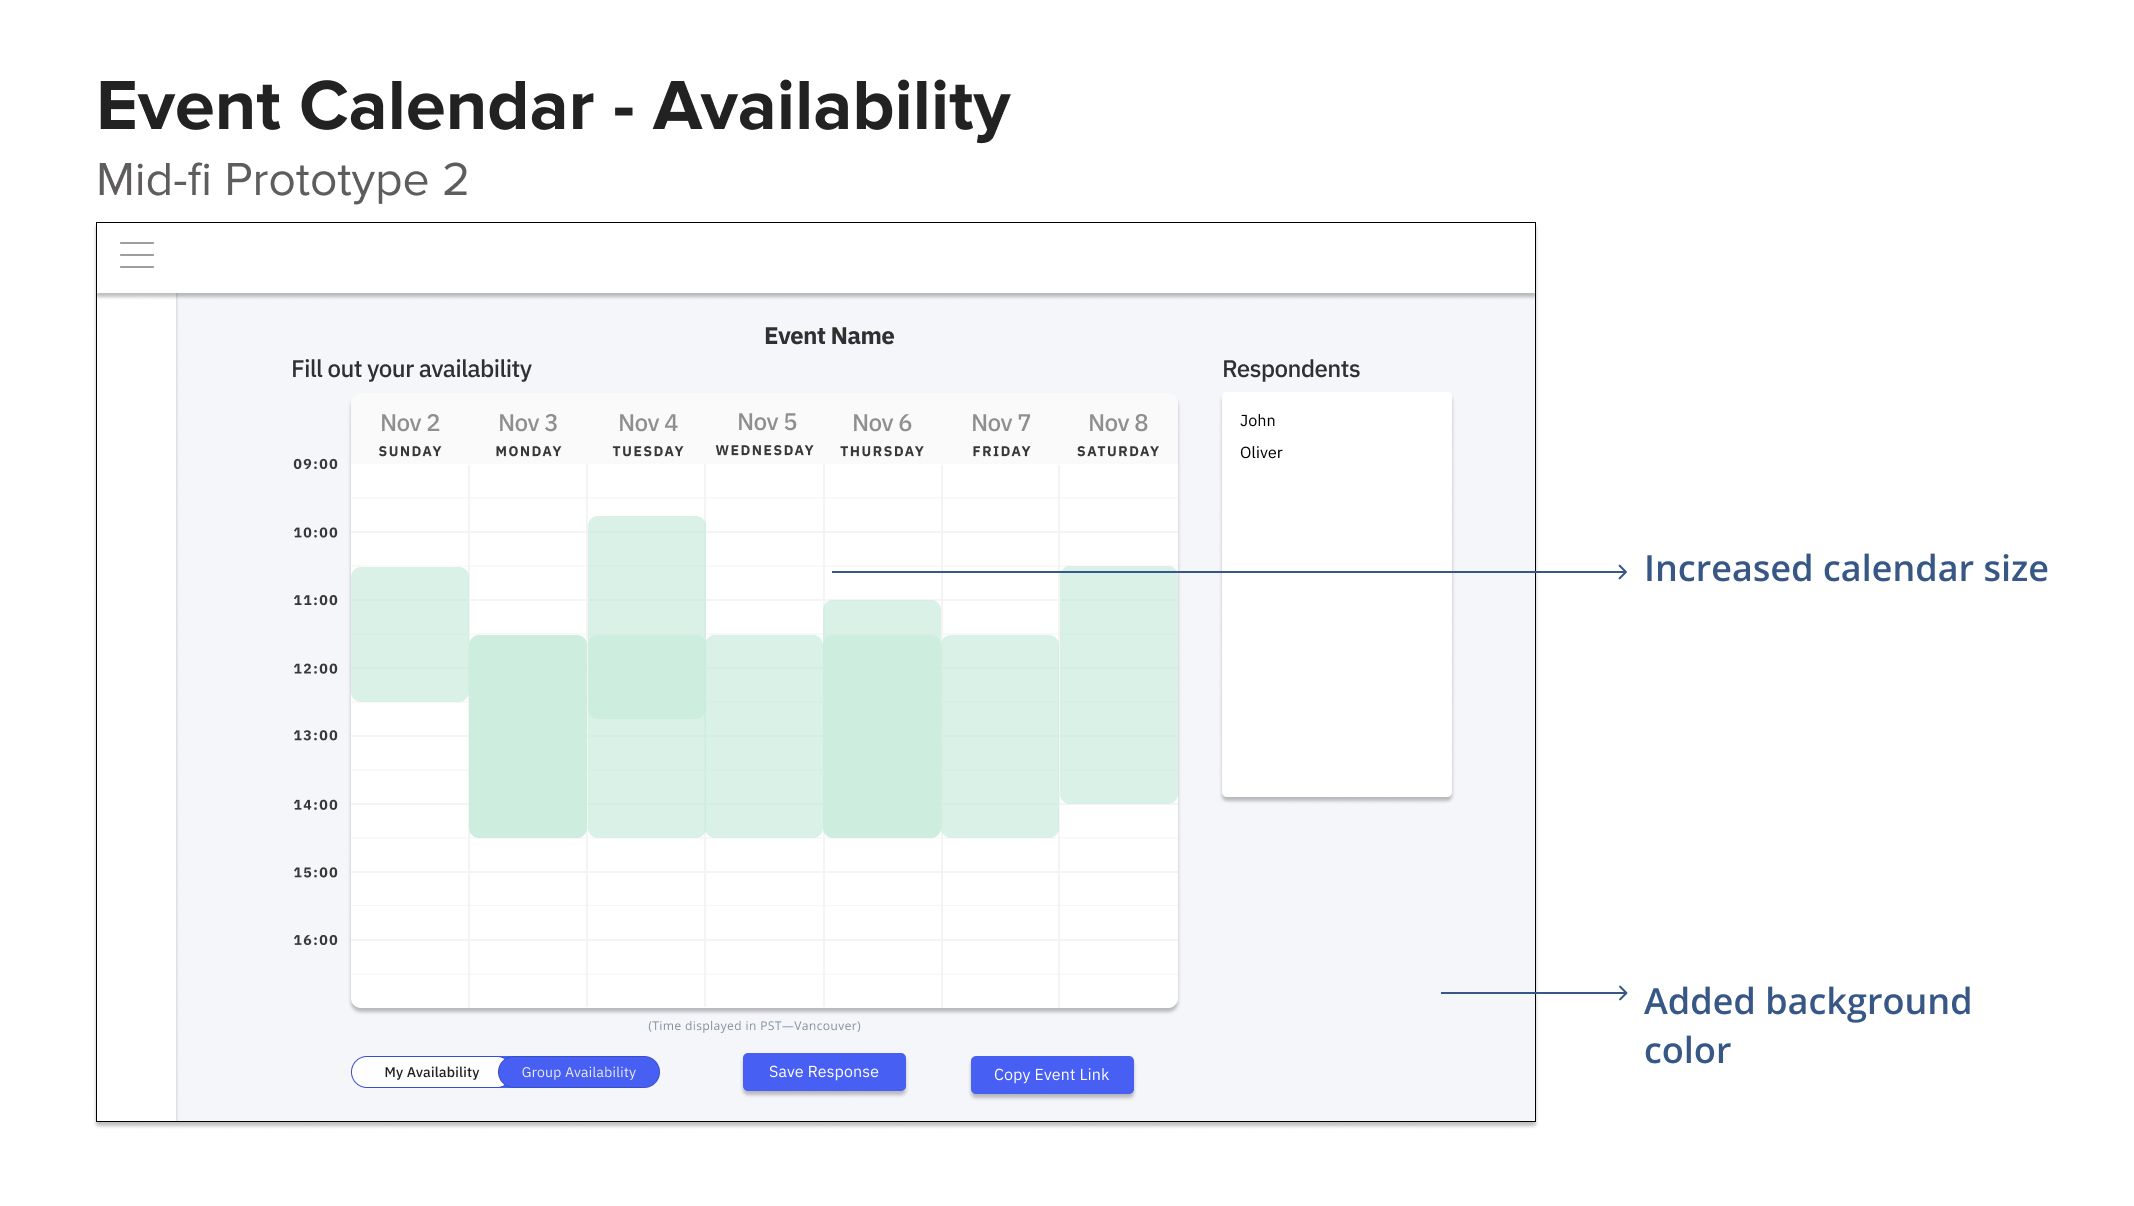 Event Calendar - Availability
Mid-fi Prototype 2
Event Name
Fill out your availability
Respondents
Nov 2 Nov 3 Nov 4 Nov 5 Nov 6 Nov 7 Nov 8
SUNDAY MONDAY TUESDAY WEDNESDAY THURSDAY FRIDAY SATURDAY
John
Oliver
09:00
10:00
11:00
12:00
13:00
14:00
15:00
16:00
Increased calendar size
Added background
color
(Time displayed in PST—Vancouver)
My Availability Group Availability Save Response Copy Event Link